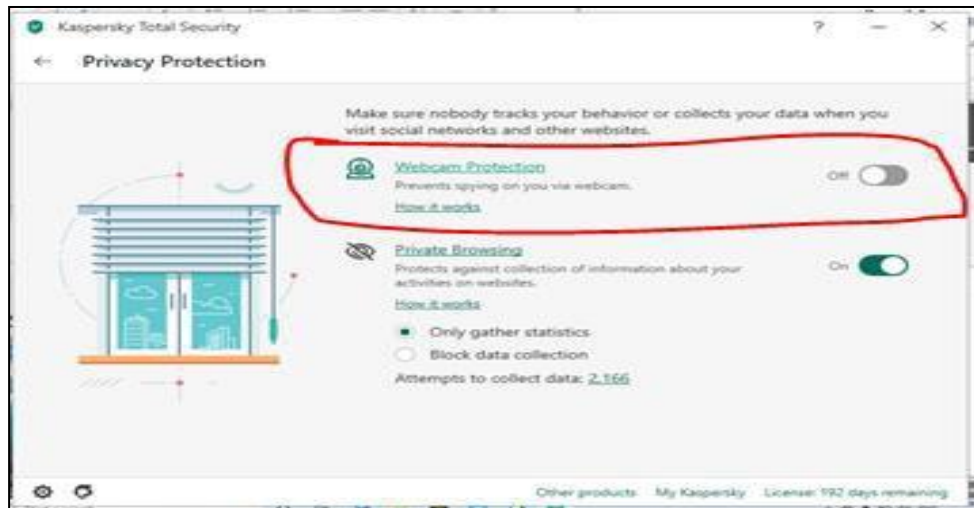 Kaspersky Total Security
?
Privacy Protection
Make sure nobody tracks your behavior or collects your data when you
visit social networks and other websites.
Webcam Protection
Off
Prevents spying on you via webcam.
How it works
Private Browsing
On
Protects against collection of information about your
activities on websites.
How it works
Only gather statistics
Block data collection
Attempts to collect data: 2,166
Other products My Kaspersky License: 192 days remaining